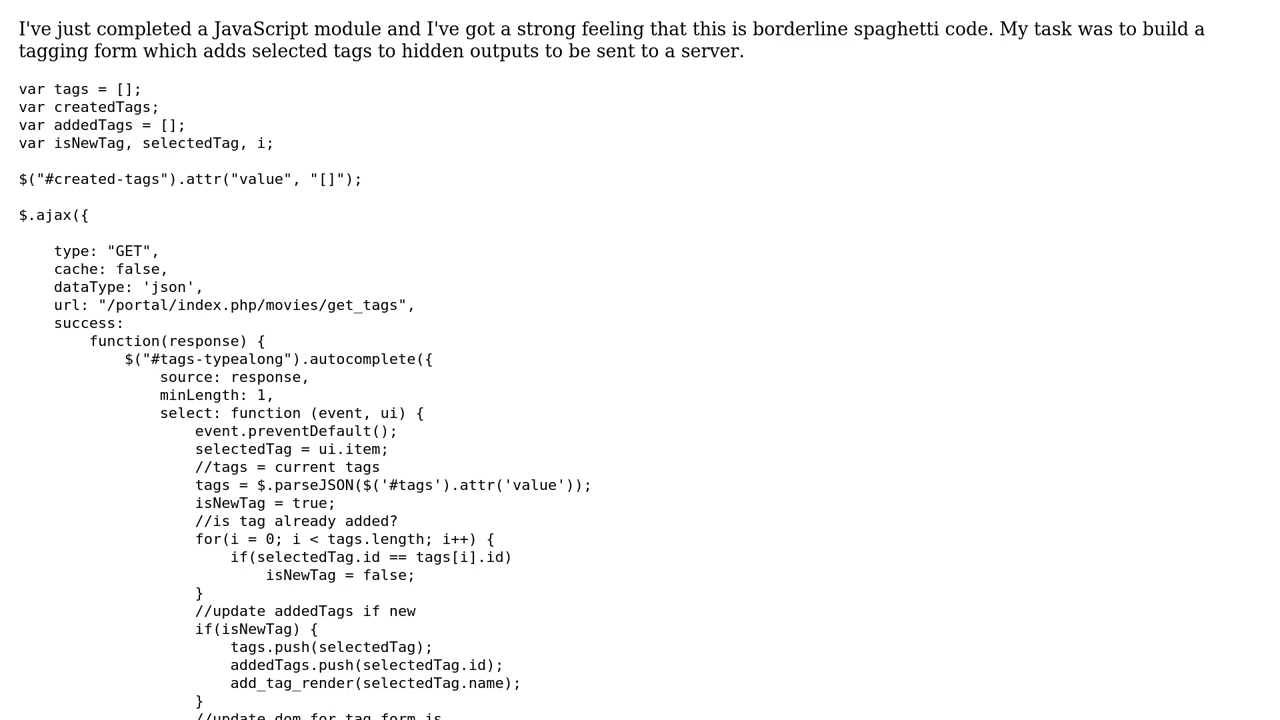 I've just completed a JavaScript module and I've got a strong feeling that this is borderline spaghetti code. My task was to build a
tagging form which adds selected tags to hidden outputs to be sent to a server.
var tags = [];
var createdTags;
var addedTags = [];
var isNewTag, selectedTag, i;
$("#created-tags").attr("value", "[]");
$.ajax({
    type: "GET",
    cache: false,
    dataType: 'json',
    url: "/portal/index.php/movies/get_tags",
    success:
        function(response) {
            $("#tags-typealong").autocomplete({
                source: response,
                minLength: 1,
                select: function (event, ui) {
                    event.preventDefault();
                    selectedTag = ui.item;
                    //tags = current tags
                    tags = $.parseJSON($('#tags').attr('value'));
                    isNewTag = true;
                    //is tag already added?
                    for(i = 0; i < tags.length; i++) {
                        if(selectedTag.id == tags[i].id)
                            isNewTag = false;
                    }
                    //update addedTags if new
                    if(isNewTag) {
                        tags.push(selectedTag);
                        addedTags.push(selectedTag.id);
                        add_tag_render(selectedTag.name);
                    }
                    //update dom for tag form is